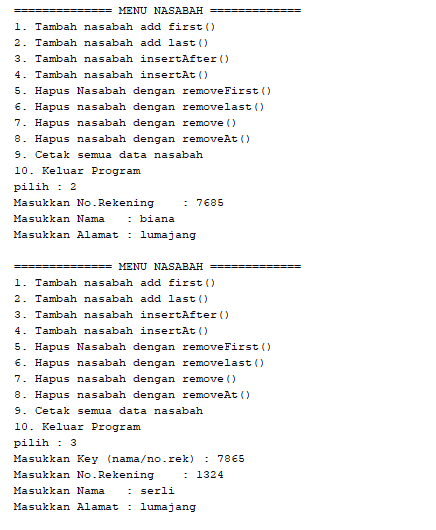 ============== MENU NASABAH =============
1. Tambah nasabah add first()
2. Tambah nasabah add last()
3. Tambah nasabah insertAfter()
4. Tambah nasabah insertAt()
5. Hapus Nasabah dengan removeFirst()
6. Hapus nasabah dengan removelast()
7. Hapus nasabah dengan remove()
8. Hapus nasabah dengan removeAt()
9. Cetak semua data nasabah
10. Keluar Program
pilih : 2
Masukkan No.Rekening    : 7685
Masukkan Nama   : biana
Masukkan Alamat : lumajang

============== MENU NASABAH =============
1. Tambah nasabah add first()
2. Tambah nasabah add last()
3. Tambah nasabah insertAfter()
4. Tambah nasabah insertAt()
5. Hapus Nasabah dengan removeFirst()
6. Hapus nasabah dengan removelast()
7. Hapus nasabah dengan remove()
8. Hapus nasabah dengan removeAt()
9. Cetak semua data nasabah
10. Keluar Program
pilih : 3
Masukkan Key (nama/no.rek) : 7865
Masukkan No.Rekening    : 1324
Masukkan Nama   : serli
Masukkan Alamat : lumajang